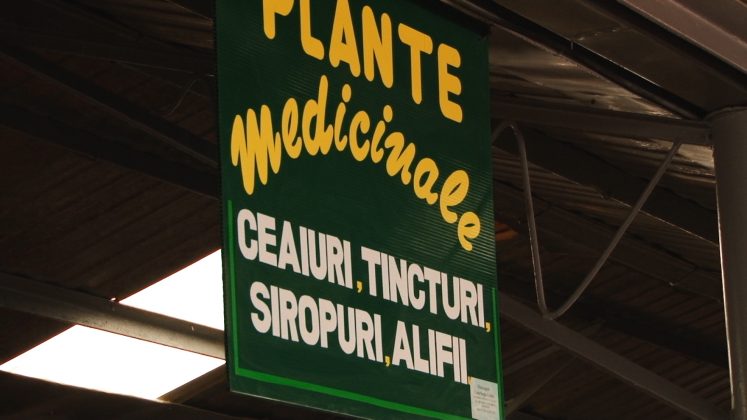 PLANTE
medicinale
CEAIURI, TINCTURI,
SIROPURI, ALIFII,